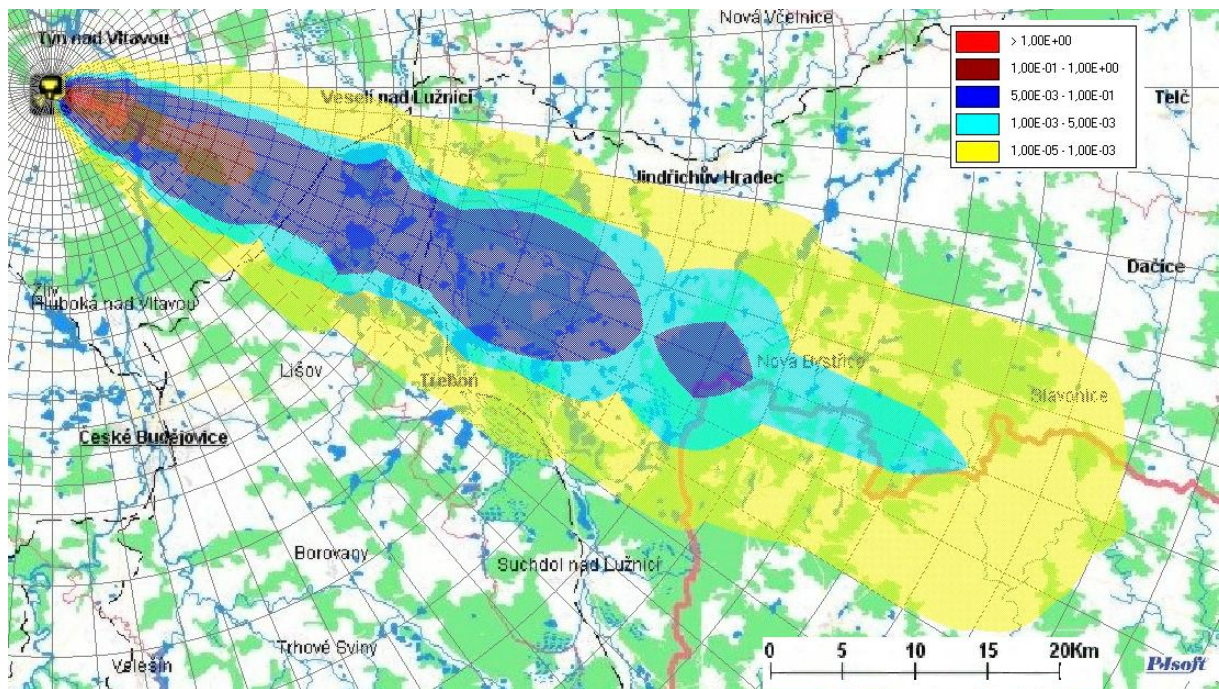 Týn nad Vltavou
Nová Včelnice
> 1,00E+00
1,00E-01 - 1,00E+00
5,00E-03 - 1,00E-01
1,00E-03 - 5,00E-03
1,00E-05 - 1,00E-03
Veselí nad Lužnicí
Telč
Jindřichův Hradec
Dačice
Zliv
Hluboká nad Vltavou
Lišov
Třeboň
Nová Bystřice
Slavonice
České Budějovice
Borovany
Suchdol nad Lužnicí
Trhové Sviny
Velešín
0 5 10 15 20Km